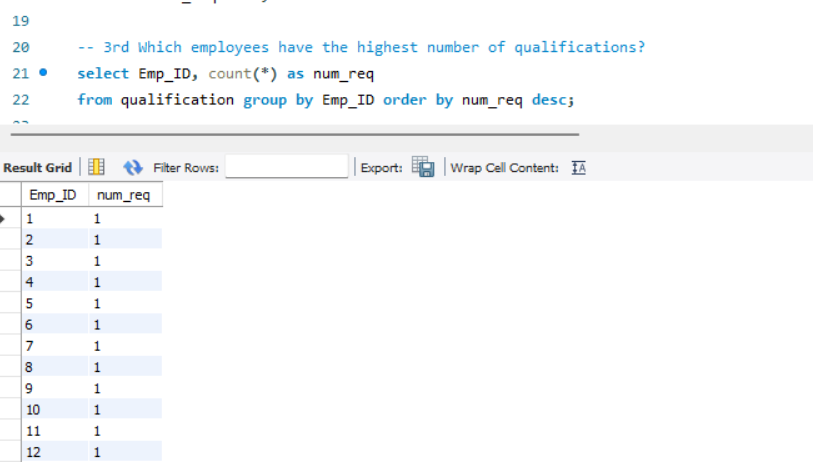 19
20 -- 3rd Which employees have the highest number of qualifications?
21 select Emp_ID, count(*) as num_req
22 from qualification group by Emp_ID order by num_req desc;
Result Grid Filter Rows: Export: Wrap Cell Content:
Emp_ID num_req
1 1
2 1
3 1
4 1
5 1
6 1
7 1
8 1
9 1
10 1
11 1
12 1